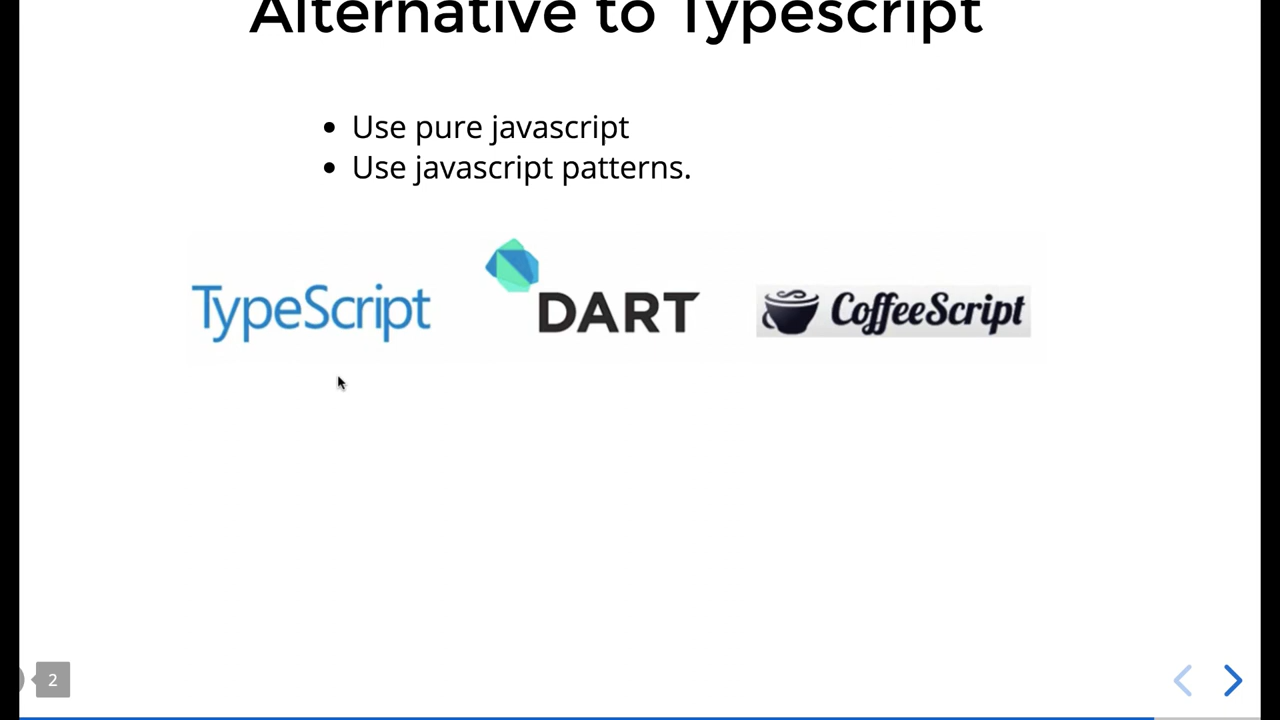 Alternative to Typescript
Use pure javascript
Use javascript patterns.
TypeScript
DART
CoffeeScript
2